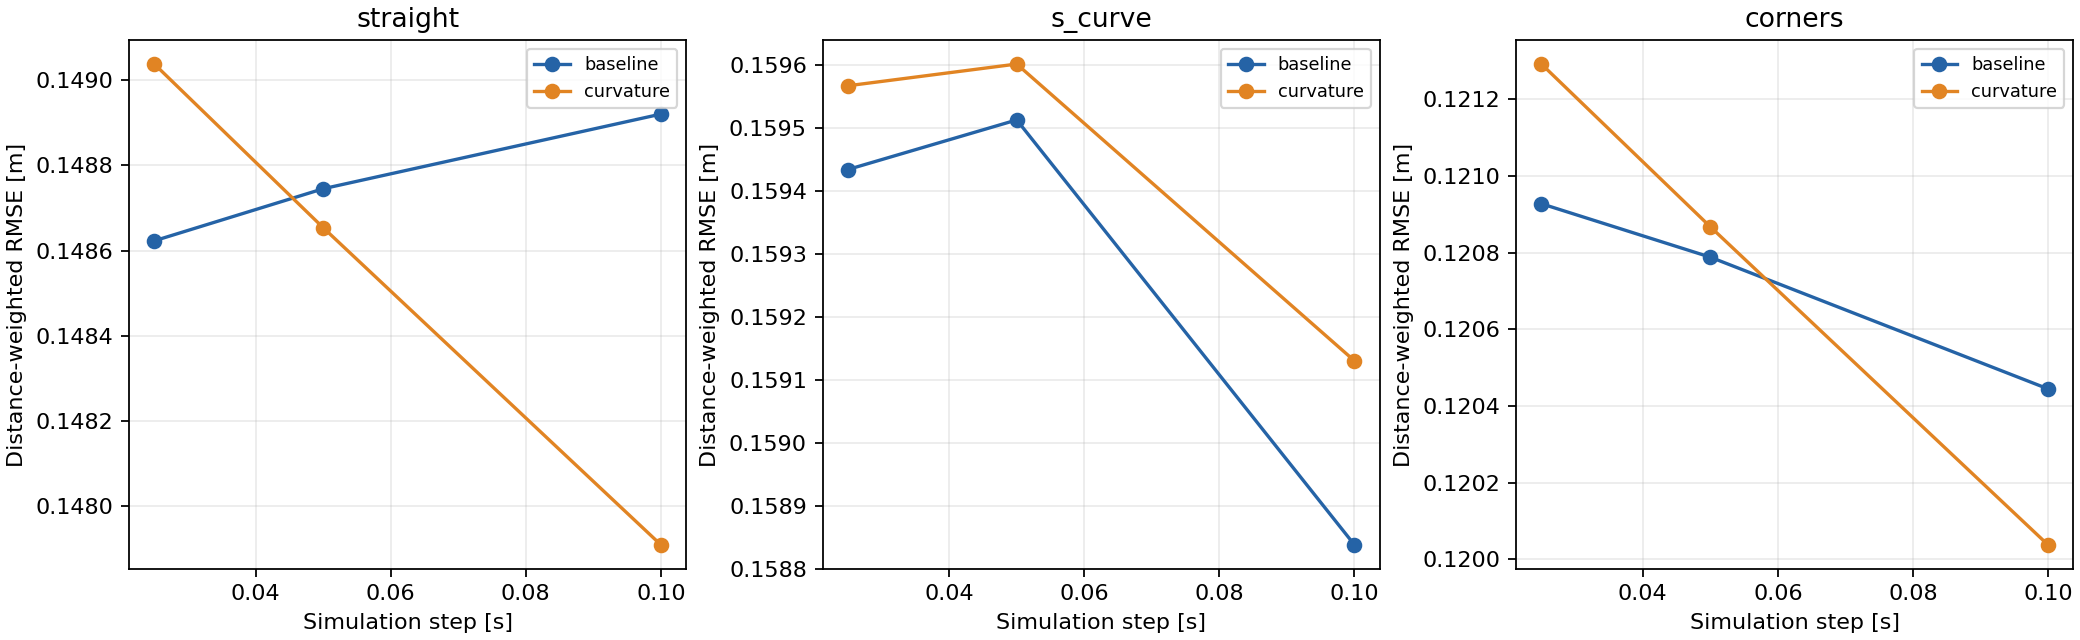 straight
baseline
curvature
0.1490
0.1488
0.1486
0.1484
0.1482
0.1480
Distance-weighted RMSE [m]
0.04
0.06
0.08
0.10
Simulation step [s]
s_curve
baseline
curvature
0.1596
0.1595
0.1594
0.1593
0.1592
0.1591
0.1590
0.1589
0.1588
Distance-weighted RMSE [m]
0.04
0.06
0.08
0.10
Simulation step [s]
corners
baseline
curvature
0.1212
0.1210
0.1208
0.1206
0.1204
0.1202
0.1200
Distance-weighted RMSE [m]
0.04
0.06
0.08
0.10
Simulation step [s]